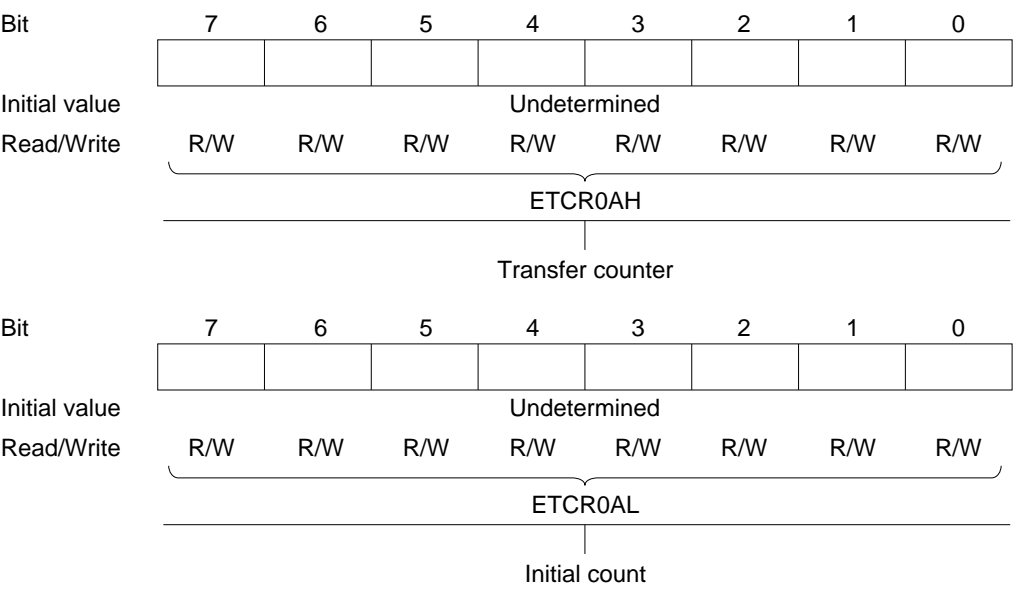 Bit 7 6 5 4 3 2 1 0
Initial value Undetermined
Read/Write R/W R/W R/W R/W R/W R/W R/W R/W
ETCR0AH
Transfer counter
Bit 7 6 5 4 3 2 1 0
Initial value Undetermined
Read/Write R/W R/W R/W R/W R/W R/W R/W R/W
ETCR0AL
Initial count